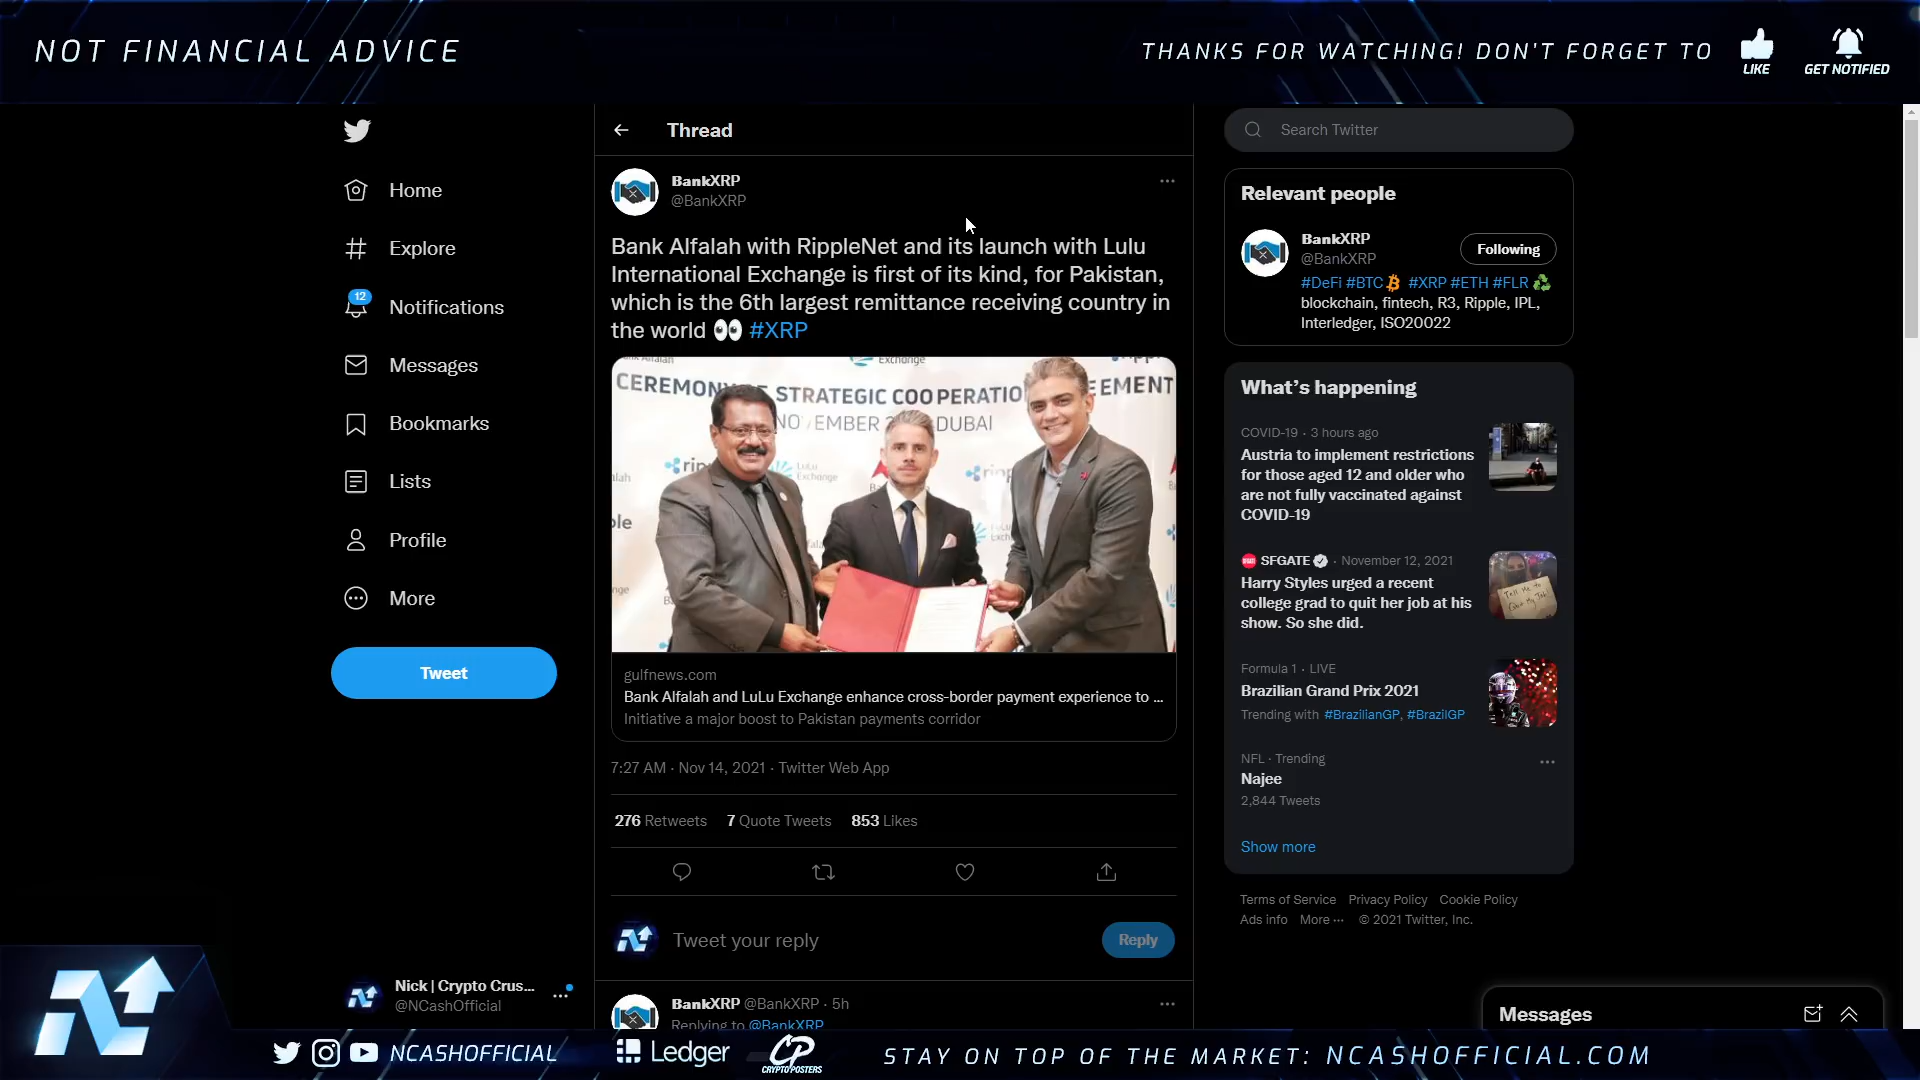 NOT FINANCIAL ADVICE
THANKS FOR WATCHING! DON'T FORGET TO
LIKE
GET NOTIFIED
Home
Explore
12
Notifications
Messages
Bookmarks
Lists
Profile
More
Tweet
Nick | Crypto Crus...
@NCashOfficial
Thread
BankXRP
@BankXRP
Bank Alfalah with RippleNet and its launch with Lulu
International Exchange is first of its kind, for Pakistan,
which is the 6th largest remittance receiving country in
the world 👀 #XRP
Exchange
CEREMONY OF STRATEGIC COOPERATIO EEMENT
NOVEMBER DUBAI
gulfnews.com
Bank Alfalah and LuLu Exchange enhance cross-border payment experience to ...
Initiative a major boost to Pakistan payments corridor
7:27 AM · Nov 14, 2021 · Twitter Web App
276 Retweets 7 Quote Tweets 853 Likes
Tweet your reply
Reply
BankXRP @BankXRP · 5h
Replying to @BankXRP
Search Twitter
Relevant people
BankXRP
@BankXRP
Following
#DeFi #BTC #XRP #ETH #FLR ♻
blockchain, fintech, R3, Ripple, IPL,
Interledger, ISO20022
What's happening
COVID-19 · 3 hours ago
Austria to implement restrictions
for those aged 12 and older who
are not fully vaccinated against
COVID-19
SFGATE · November 12, 2021
Harry Styles urged a recent
college grad to quit her job at his
show. So she did.
Formula 1 · LIVE
Brazilian Grand Prix 2021
Trending with #BrazilianGP, #BrazilGP
NFL · Trending
Najee
2,844 Tweets
Show more
Terms of Service Privacy Policy Cookie Policy
Ads info More ··· © 2021 Twitter, Inc.
Messages
NCASHOFFICIAL
Ledger
CP
CRYPTOPOSTERS
STAY ON TOP OF THE MARKET: NCASHOFFICIAL.COM